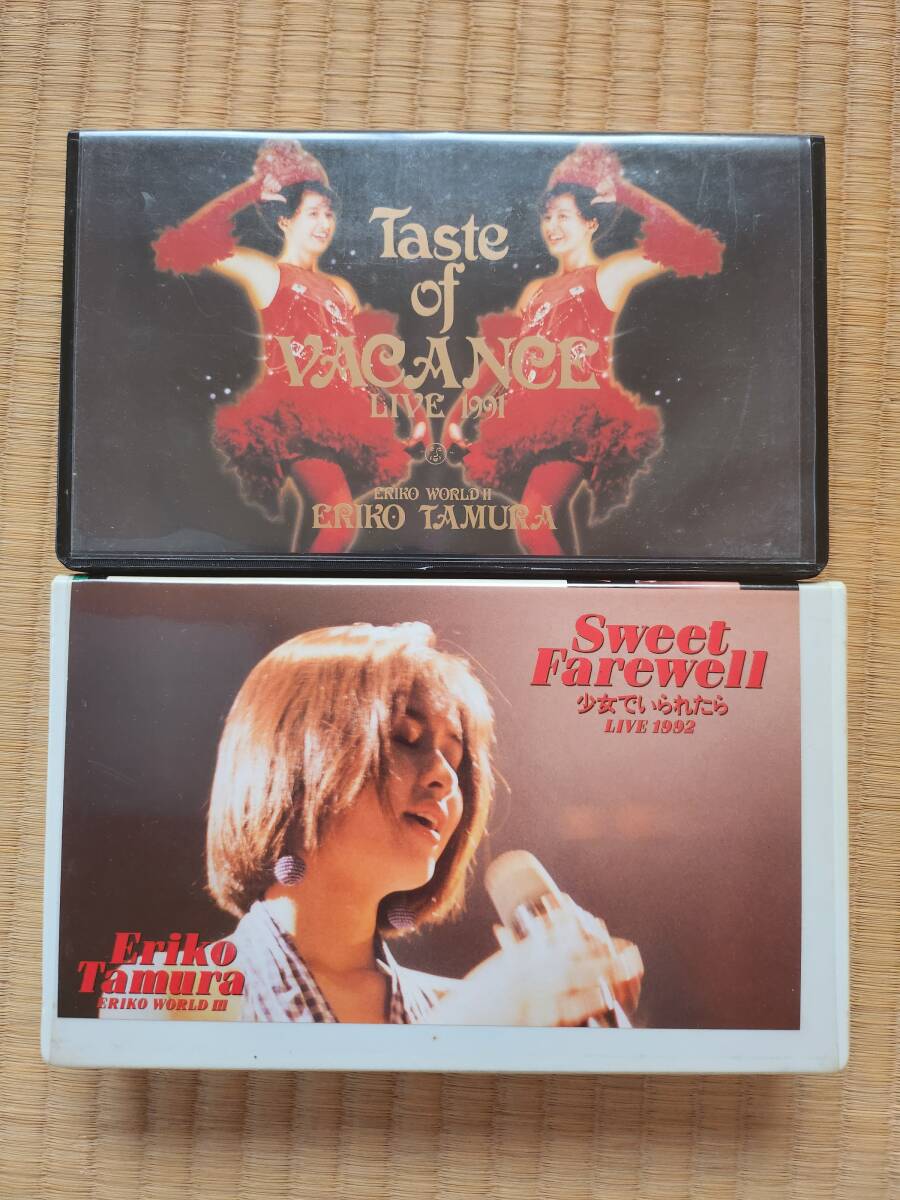 Taste
of
VACANCE
LIVE 1991
ERIKO WORLD II
ERIKO TAMURA
Sweet
Farewell
少女でいられたら
LIVE 1992
Eriko
Tamura
ERIKO WORLD III